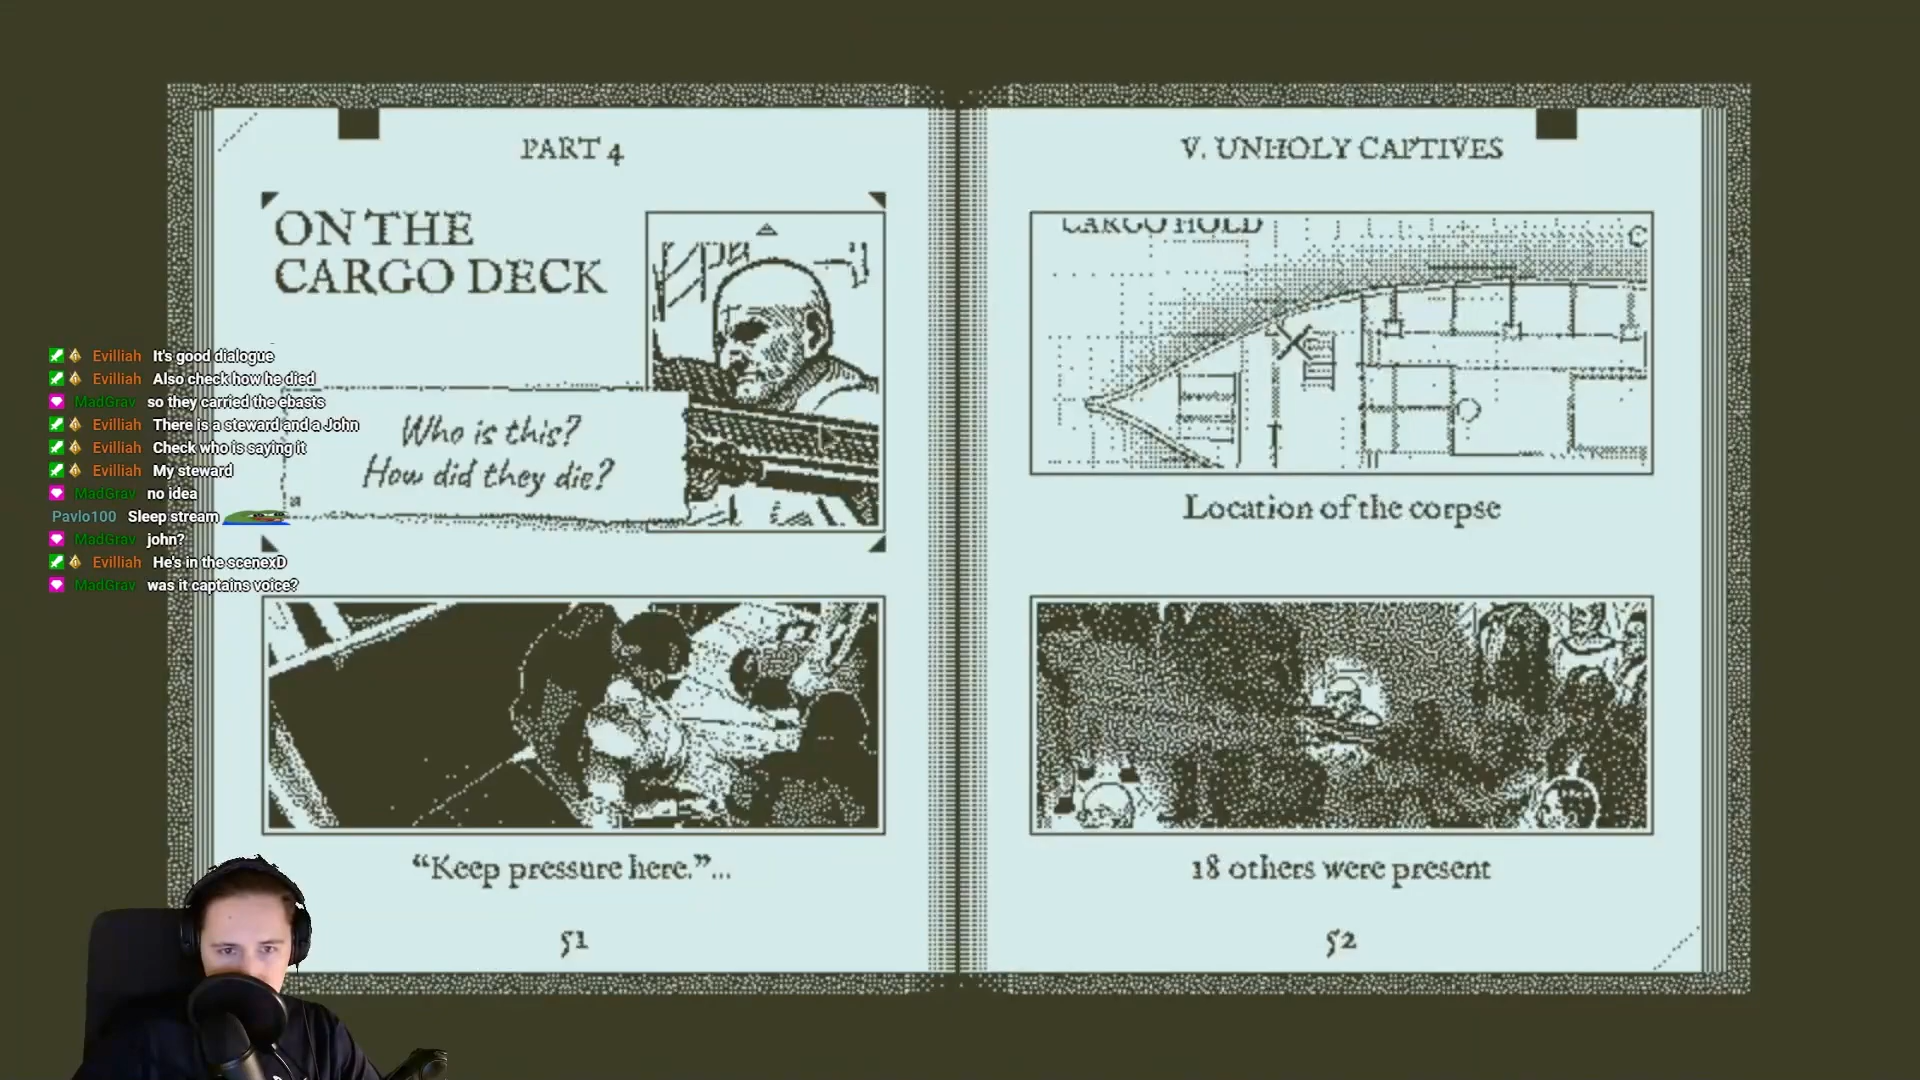 PART 4
V. UNHOLY CAPTIVES
ON THE
CARGO DECK
CARGO HOLD
C
Evilliah It's good dialogue
Evilliah Also check how he died
MadGrav so they carried the ebasts
Evilliah There is a steward and a John
Evilliah Check who is saying it
Evilliah My steward
MadGrav no idea
Pavlo100 Sleep stream
MadGrav john?
Evilliah He's in the scenexD
MadGrav was it captains voice?
Who is this?
How did they die?
Location of the corpse
“Keep pressure here.”...
18 others were present
51
52